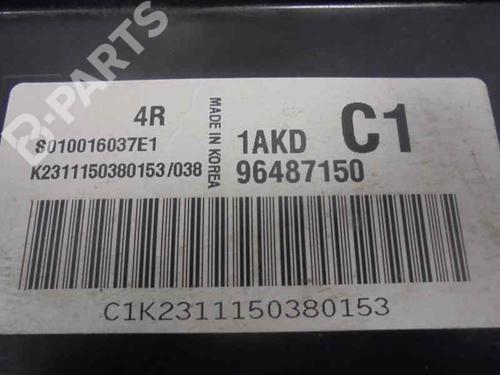 B-PARTS
4R
S010016037E1
K2311150380153/038
MADE IN KOREA
1AKD
C1
96487150
C1K2311150380153